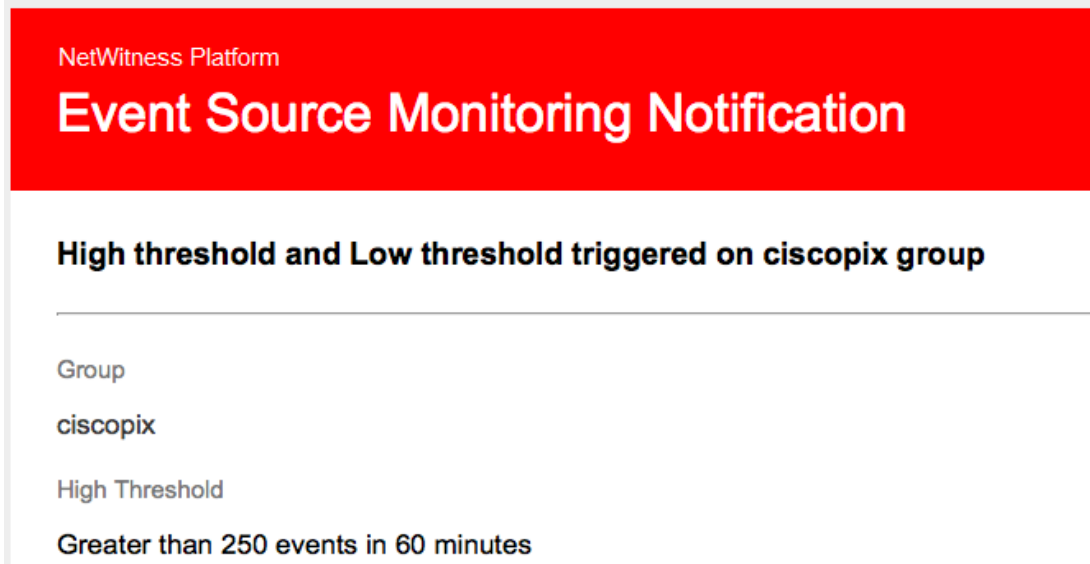 NetWitness Platform
Event Source Monitoring Notification
High threshold and Low threshold triggered on ciscopix group
Group
ciscopix
High Threshold
Greater than 250 events in 60 minutes